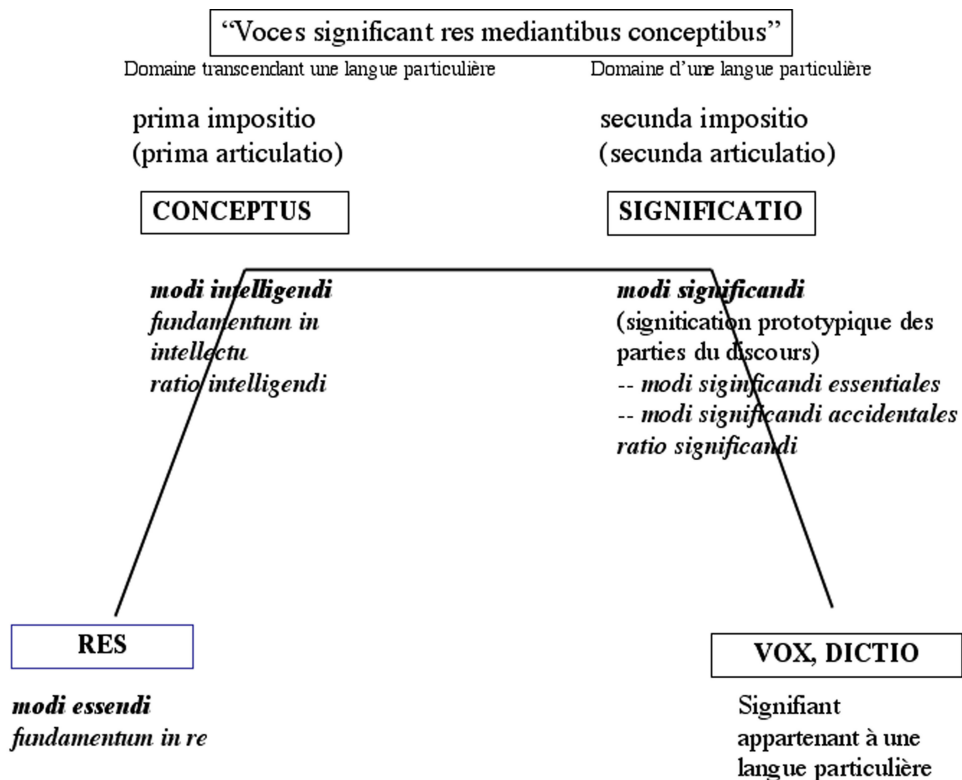 “Voces significant res mediantibus conceptibus”
Domaine transcendant une langue particulière
Domaine d’une langue particulière
prima impositio
(prima articulatio)
secunda impositio
(secunda articulatio)
CONCEPTUS
SIGNIFICATIO
modi intelligendi
fundamentum in
intellectu
ratio intelligendi
modi significandi
(signitication prototypique des
parties du discours)
-- modi siginficandi essentiales
-- modi significandi accidentales
ratio significandi
RES
VOX, DICTIO
modi essendi
fundamentum in re
Signifiant
appartenant à une
langue particulière